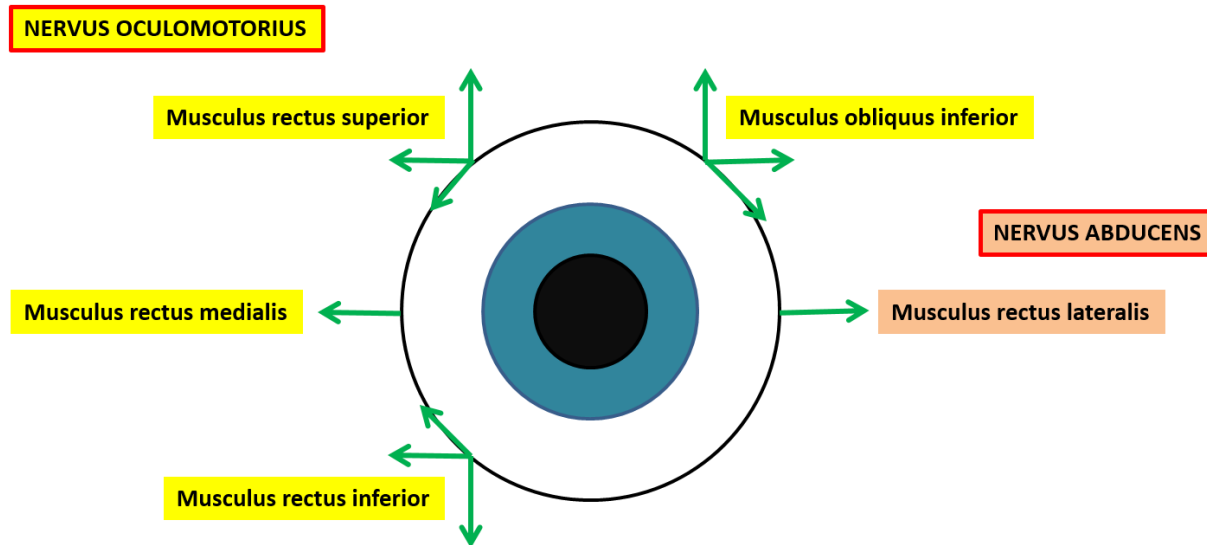 NERVUS OCULOMOTORIUS
Musculus rectus superior
Musculus obliquus inferior
NERVUS ABDUCENS
Musculus rectus medialis
Musculus rectus lateralis
Musculus rectus inferior